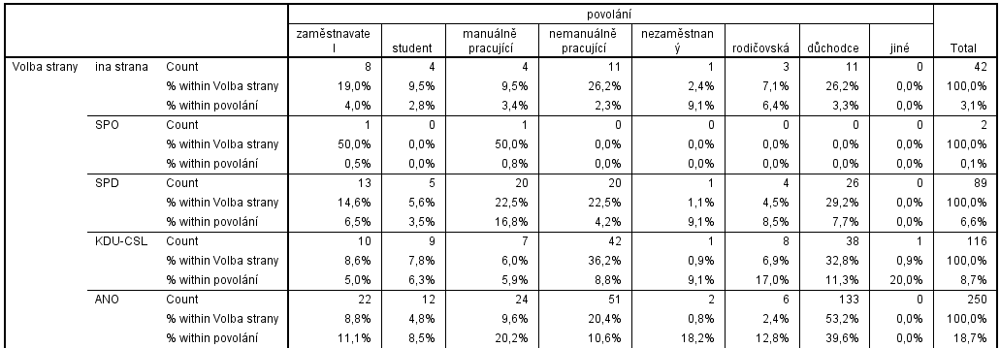 povolání
zaměstnavate
l student manuálně
pracující nemanuálně
pracující nezaměstnan
ý rodičovská důchodce jiné Total
Volba strany ina strana Count 8 4 4 11 1 3 11 0 42
% within Volba strany 19,0% 9,5% 9,5% 26,2% 2,4% 7,1% 26,2% 0,0% 100,0%
% within povolání 4,0% 2,8% 3,4% 2,3% 9,1% 6,4% 3,3% 0,0% 3,1%
SPO Count 1 0 1 0 0 0 0 0 2
% within Volba strany 50,0% 0,0% 50,0% 0,0% 0,0% 0,0% 0,0% 0,0% 100,0%
% within povolání 0,5% 0,0% 0,8% 0,0% 0,0% 0,0% 0,0% 0,0% 0,1%
SPD Count 13 5 20 20 1 4 26 0 89
% within Volba strany 14,6% 5,6% 22,5% 22,5% 1,1% 4,5% 29,2% 0,0% 100,0%
% within povolání 6,5% 3,5% 16,8% 4,2% 9,1% 8,5% 7,7% 0,0% 6,6%
KDU-CSL Count 10 9 7 42 1 8 38 1 116
% within Volba strany 8,6% 7,8% 6,0% 36,2% 0,9% 6,9% 32,8% 0,9% 100,0%
% within povolání 5,0% 6,3% 5,9% 8,8% 9,1% 17,0% 11,3% 20,0% 8,7%
ANO Count 22 12 24 51 2 6 133 0 250
% within Volba strany 8,8% 4,8% 9,6% 20,4% 0,8% 2,4% 53,2% 0,0% 100,0%
% within povolání 11,1% 8,5% 20,2% 10,6% 18,2% 12,8% 39,6% 0,0% 18,7%